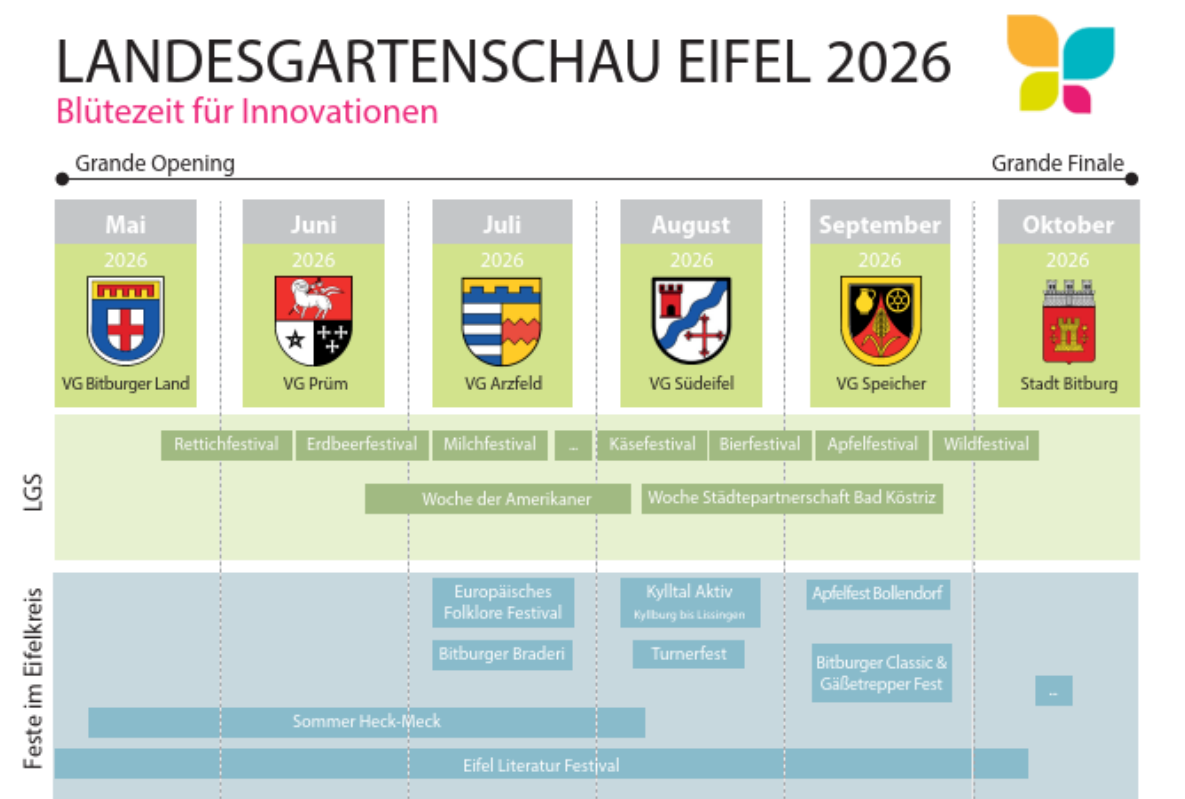 LANDESGARTENSCHAU EIFEL 2026
Blütezeit für Innovationen
Grande Opening
Grande Finale
Mai
Juni
Juli
August
September
Oktober
2026
2026
2026
2026
2026
2026
VG Bitburger Land
VG Prüm
VG Arzfeld
VG Südeifel
VG Speicher
Stadt Bitburg
LGS
Rettichfestival
Erdbeerfestival
Milchfestival
...
Käsefestival
Bierfestival
Apfelfestival
Wildfestival
Woche der Amerikaner
Woche Städtepartnerschaft Bad Köstriz
Feste im Eifelkreis
Europäisches
Folklore Festival
Kylltal Aktiv
Kyllburg bis Lissingen
Apfelfest Bollendorf
Bitburger Braderi
Turnerfest
Bitburger Classic &
Gäßetrepper Fest
...
Sommer Heck-Meck
Eifel Literatur Festival